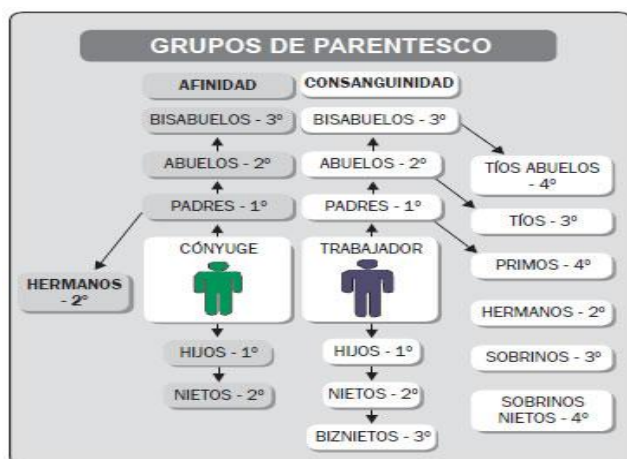 GRUPOS DE PARENTESCO
AFINIDAD
CONSANGUINIDAD
BISABUELOS - 3º
BISABUELOS - 3º
ABUELOS - 2º
ABUELOS - 2º
TÍOS ABUELOS
- 4º
PADRES - 1º
PADRES - 1º
TÍOS - 3º
CÓNYUGE
TRABAJADOR
PRIMOS - 4º
HERMANOS
- 2º
HERMANOS - 2º
HIJOS - 1º
HIJOS - 1º
SOBRINOS - 3º
NIETOS - 2º
NIETOS - 2º
SOBRINOS
NIETOS - 4º
BIZNIETOS - 3º